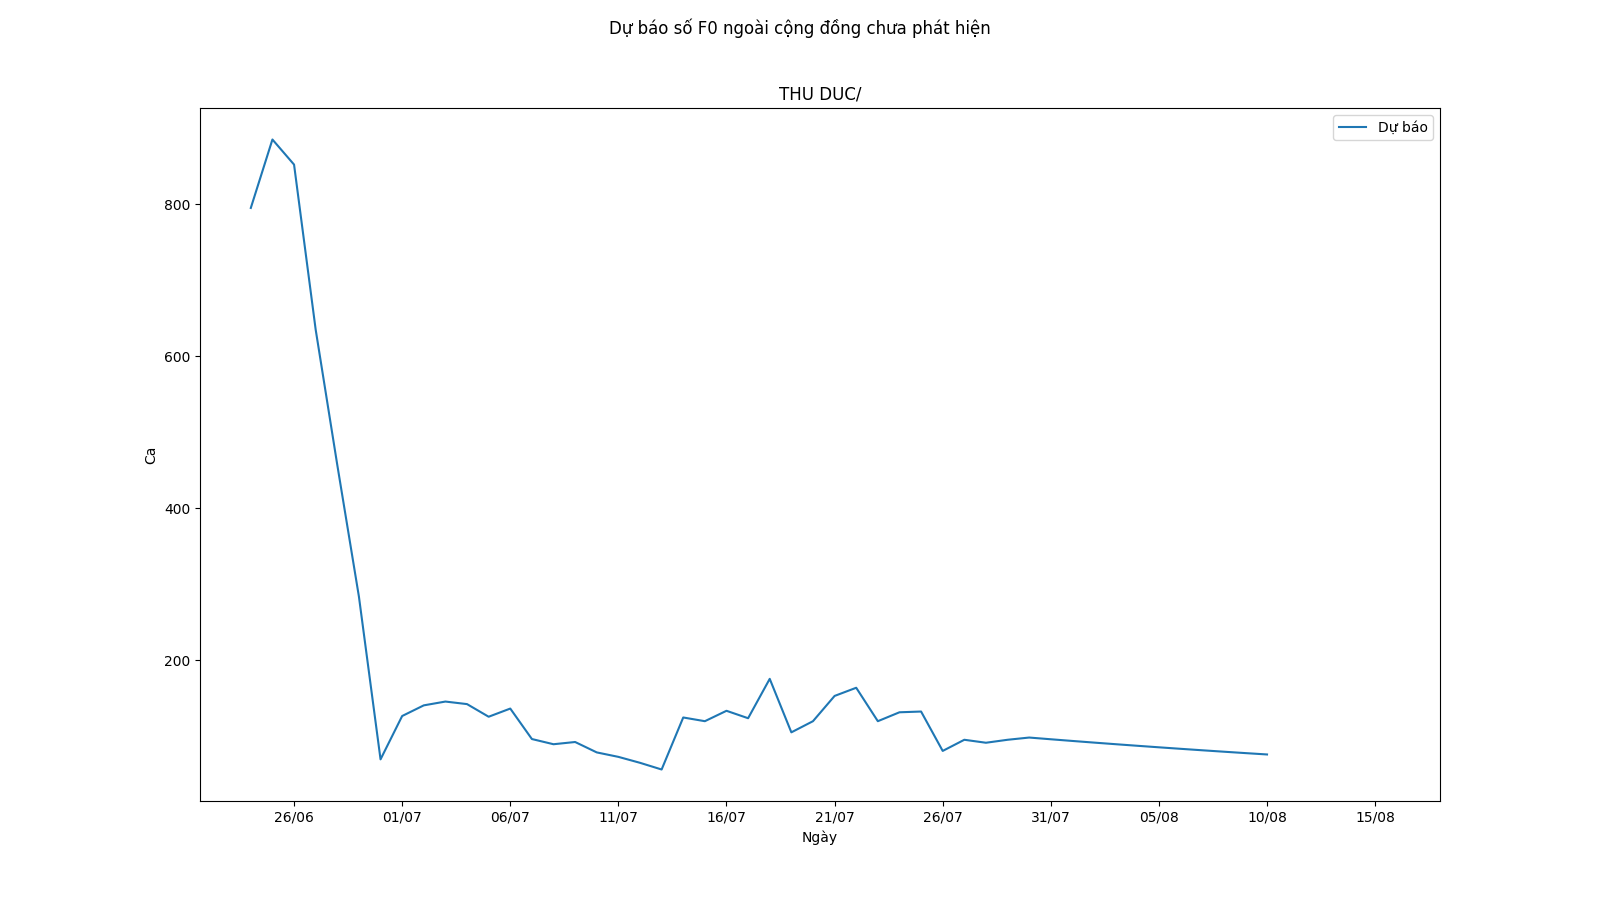 Dự báo số F0 ngoài cộng đồng chưa phát hiện
THU DUC/
Dự báo
800
600
400
200
Ca
26/06 01/07 06/07 11/07 16/07 21/07 26/07 31/07 05/08 10/08 15/08
Ngày